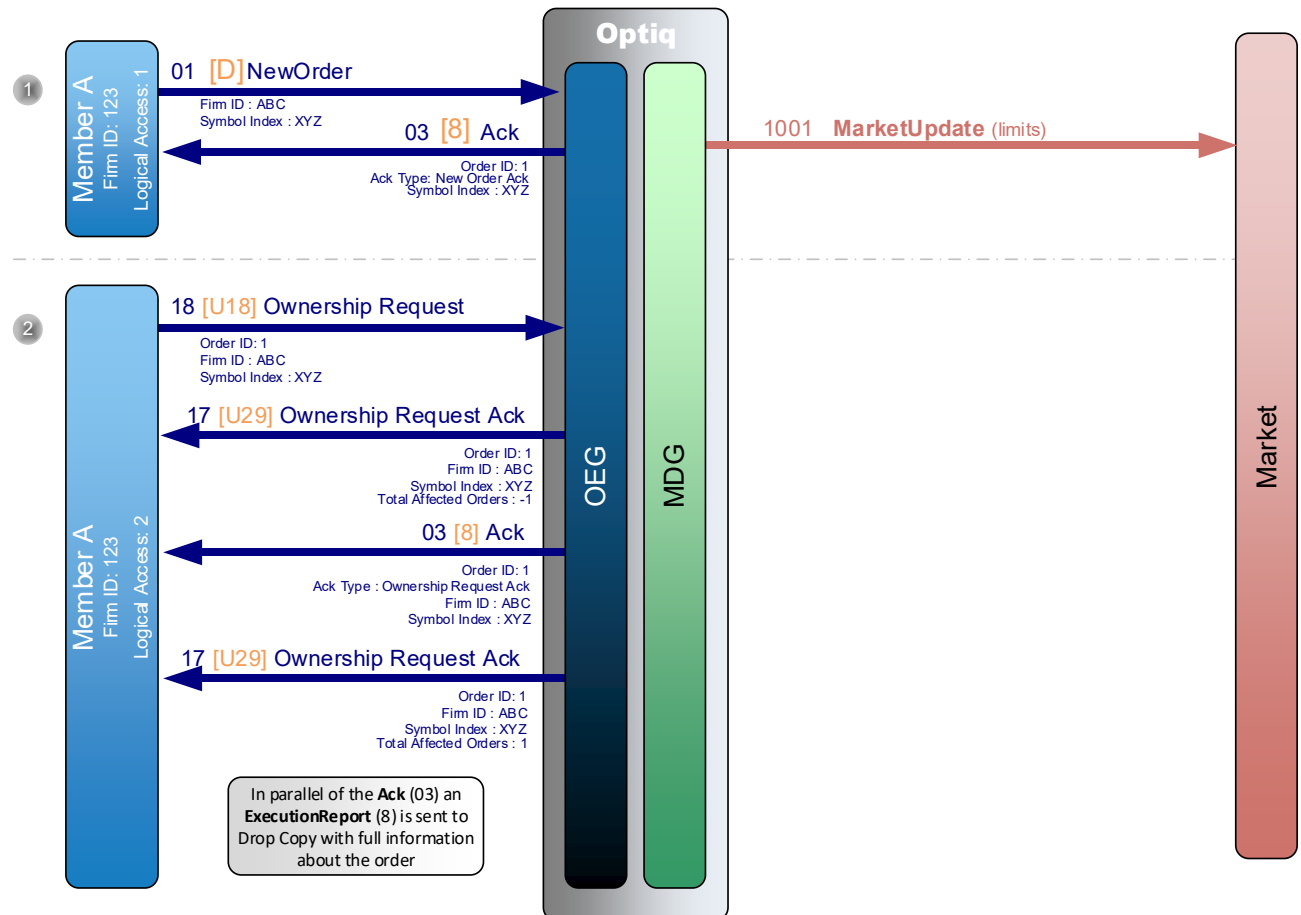 Optiq
1
Member A
Firm ID: 123
Logical Access: 1
01 [D] NewOrder
Firm ID : ABC
Symbol Index : XYZ
03 [8] Ack
Order ID: 1
Ack Type: New Order Ack
Symbol Index : XYZ
1001 MarketUpdate (limits)
2
Member A
Firm ID: 123
Logical Access: 2
18 [U18] Ownership Request
Order ID: 1
Firm ID : ABC
Symbol Index : XYZ
17 [U29] Ownership Request Ack
Order ID: 1
Firm ID : ABC
Symbol Index : XYZ
Total Affected Orders : -1
03 [8] Ack
Order ID: 1
Ack Type : Ownership Request Ack
Firm ID : ABC
Symbol Index : XYZ
17 [U29] Ownership Request Ack
Order ID: 1
Firm ID : ABC
Symbol Index : XYZ
Total Affected Orders : 1
In parallel of the Ack (03) an
ExecutionReport (8) is sent to
Drop Copy with full information
about the order
OEG
MDG
Market